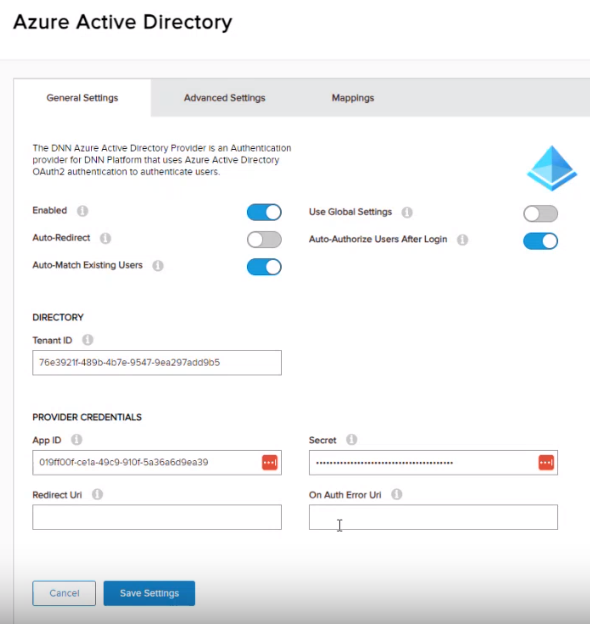 Azure Active Directory
General Settings
Advanced Settings
Mappings
The DNN Azure Active Directory Provider is an Authentication
provider for DNN Platform that uses Azure Active Directory
OAuth2 authentication to authenticate users.
Enabled
Use Global Settings
Auto-Redirect
Auto-Authorize Users After Login
Auto-Match Existing Users
DIRECTORY
Tenant ID
76e3921f-489b-4b7e-9547-9ea297add9b5
PROVIDER CREDENTIALS
App ID
Secret
019ff00f-ce1a-49c9-910f-5a36a6d9ea39
Redirect Uri
On Auth Error Uri
Cancel
Save Settings